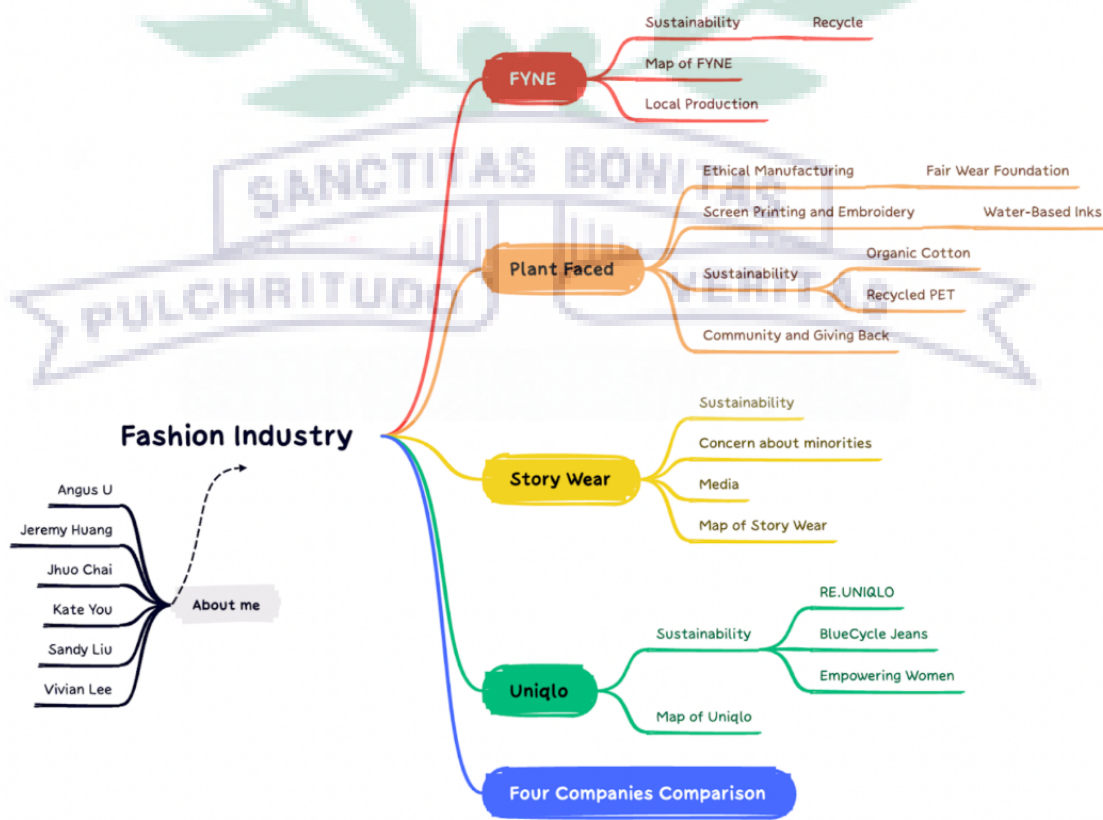 Sustainability
Recycle
FYNE
Map of FYNE
Local Production
SANCTITAS BONITAS
PULCHRITUDO VERITAS
Ethical Manufacturing
Fair Wear Foundation
Screen Printing and Embroidery
Water-Based Inks
Plant Faced
Sustainability
Organic Cotton
Recycled PET
Community and Giving Back
Fashion Industry
Sustainability
Concern about minorities
Story Wear
Media
Map of Story Wear
Angus U
Jeremy Huang
Jhuo Chai
Kate You
Sandy Liu
Vivian Lee
About me
RE.UNIQLO
Sustainability
BlueCycle Jeans
Empowering Women
Uniqlo
Map of Uniqlo
Four Companies Comparison